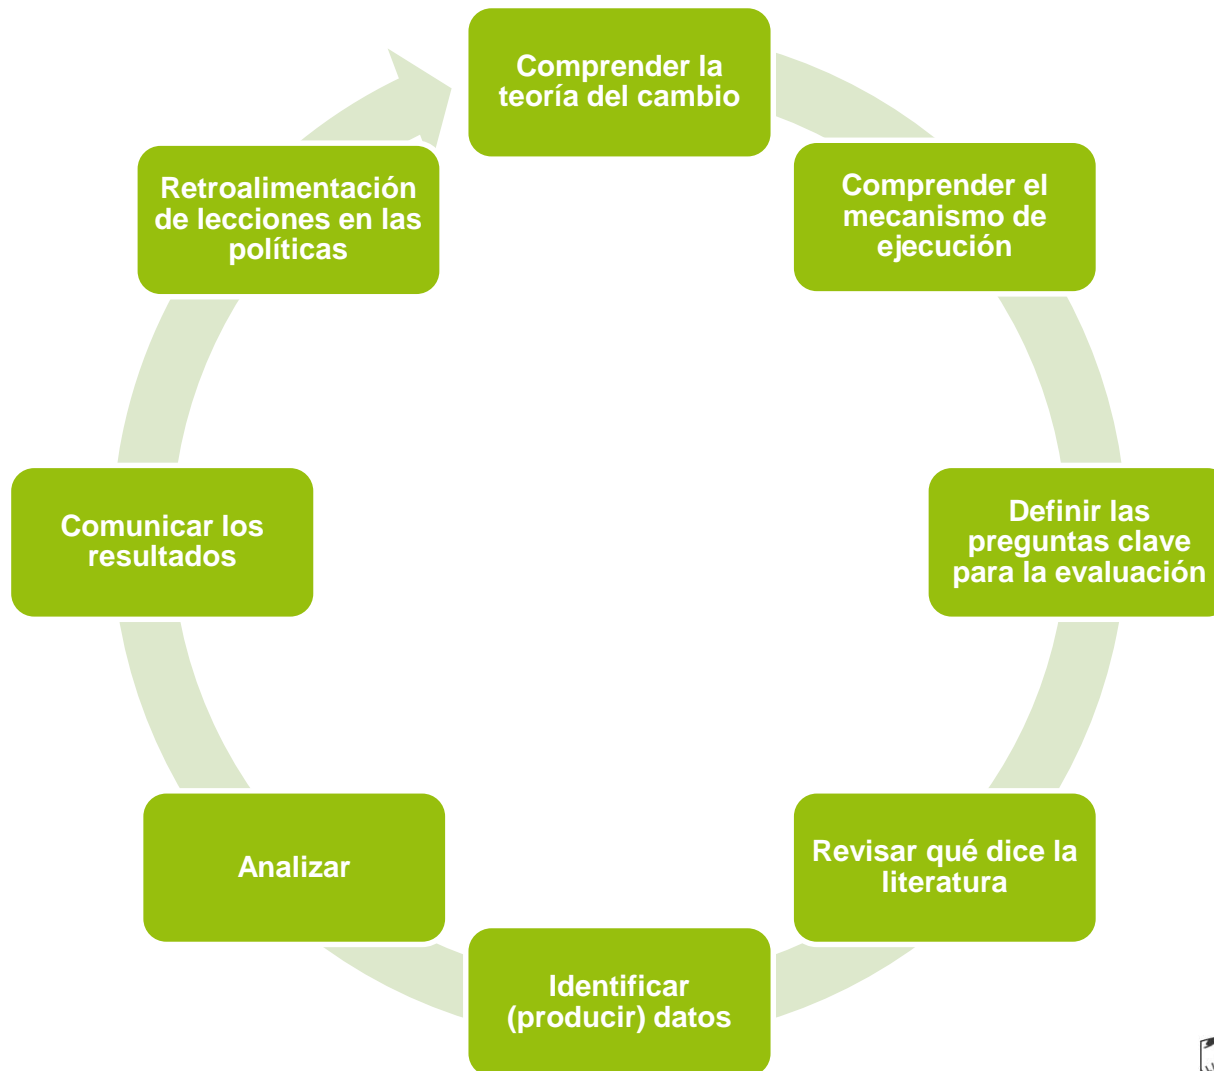 Comprender la
teoría del cambio
Comprender el
mecanismo de
ejecución
Definir las
preguntas clave
para la evaluación
Revisar qué dice la
literatura
Identificar
(producir) datos
Analizar
Comunicar los
resultados
Retroalimentación
de lecciones en las
políticas